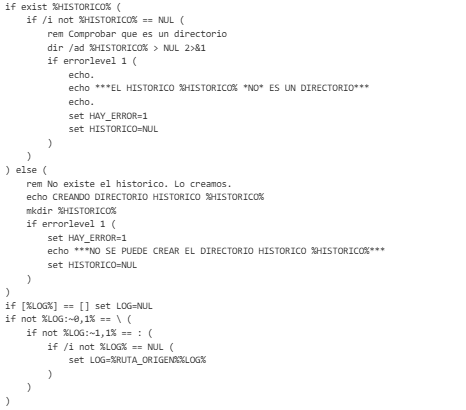 if exist %HISTORICO% (
    if /i not %HISTORICO% == NUL (
        rem Comprobar que es un directorio
        dir /ad %HISTORICO% > NUL 2>&1
        if errorlevel 1 (
            echo.
            echo ***EL HISTORICO %HISTORICO% *NO* ES UN DIRECTORIO***
            echo.
            set HAY_ERROR=1
            set HISTORICO=NUL
        )
    )
) else (
    rem No existe el historico. Lo creamos.
    echo CREANDO DIRECTORIO HISTORICO %HISTORICO%
    mkdir %HISTORICO%
    if errorlevel 1 (
        set HAY_ERROR=1
        echo ***NO SE PUEDE CREAR EL DIRECTORIO HISTORICO %HISTORICO%***
        set HISTORICO=NUL
    )
)
if [%LOG%] == [] set LOG=NUL
if not %LOG:~0,1% == \ (
    if not %LOG:~1,1% == : (
        if /i not %LOG% == NUL (
            set LOG=%RUTA_ORIGEN%%LOG%
        )
    )
)